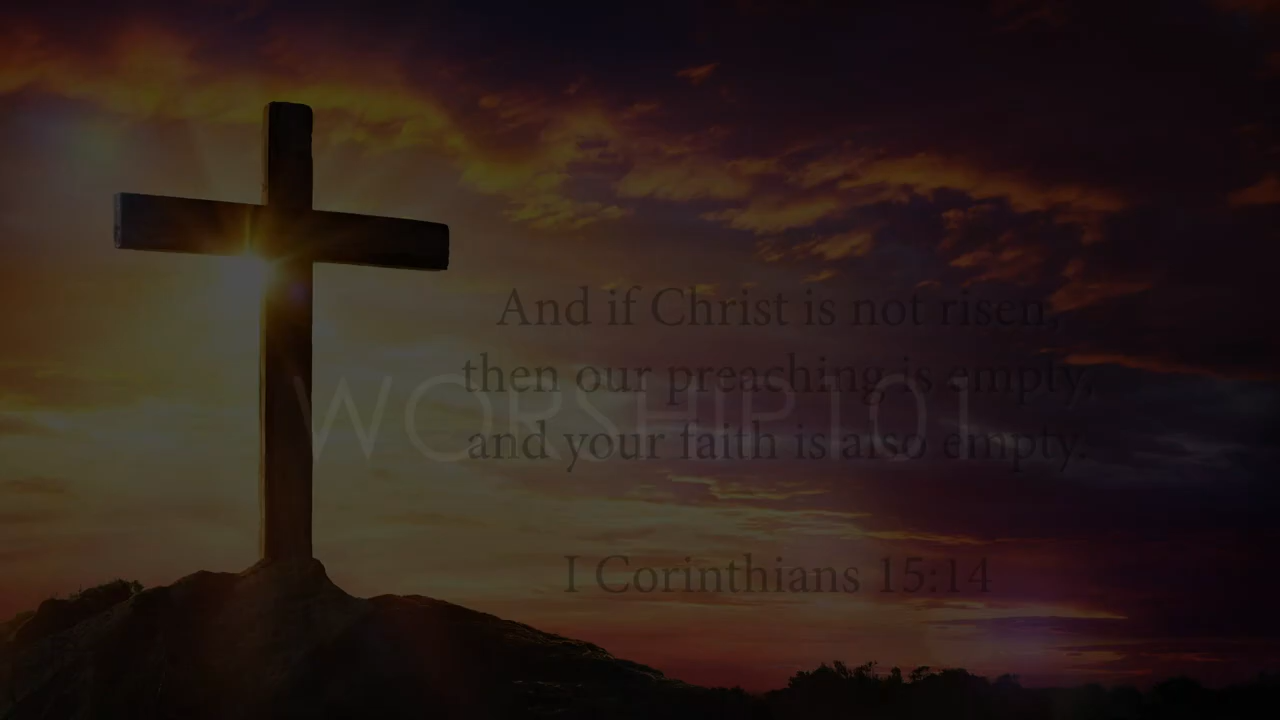 And if Christ is not risen,
then our preaching is empty,
WORSHIP101
and your faith is also empty.
I Corinthians 15:14